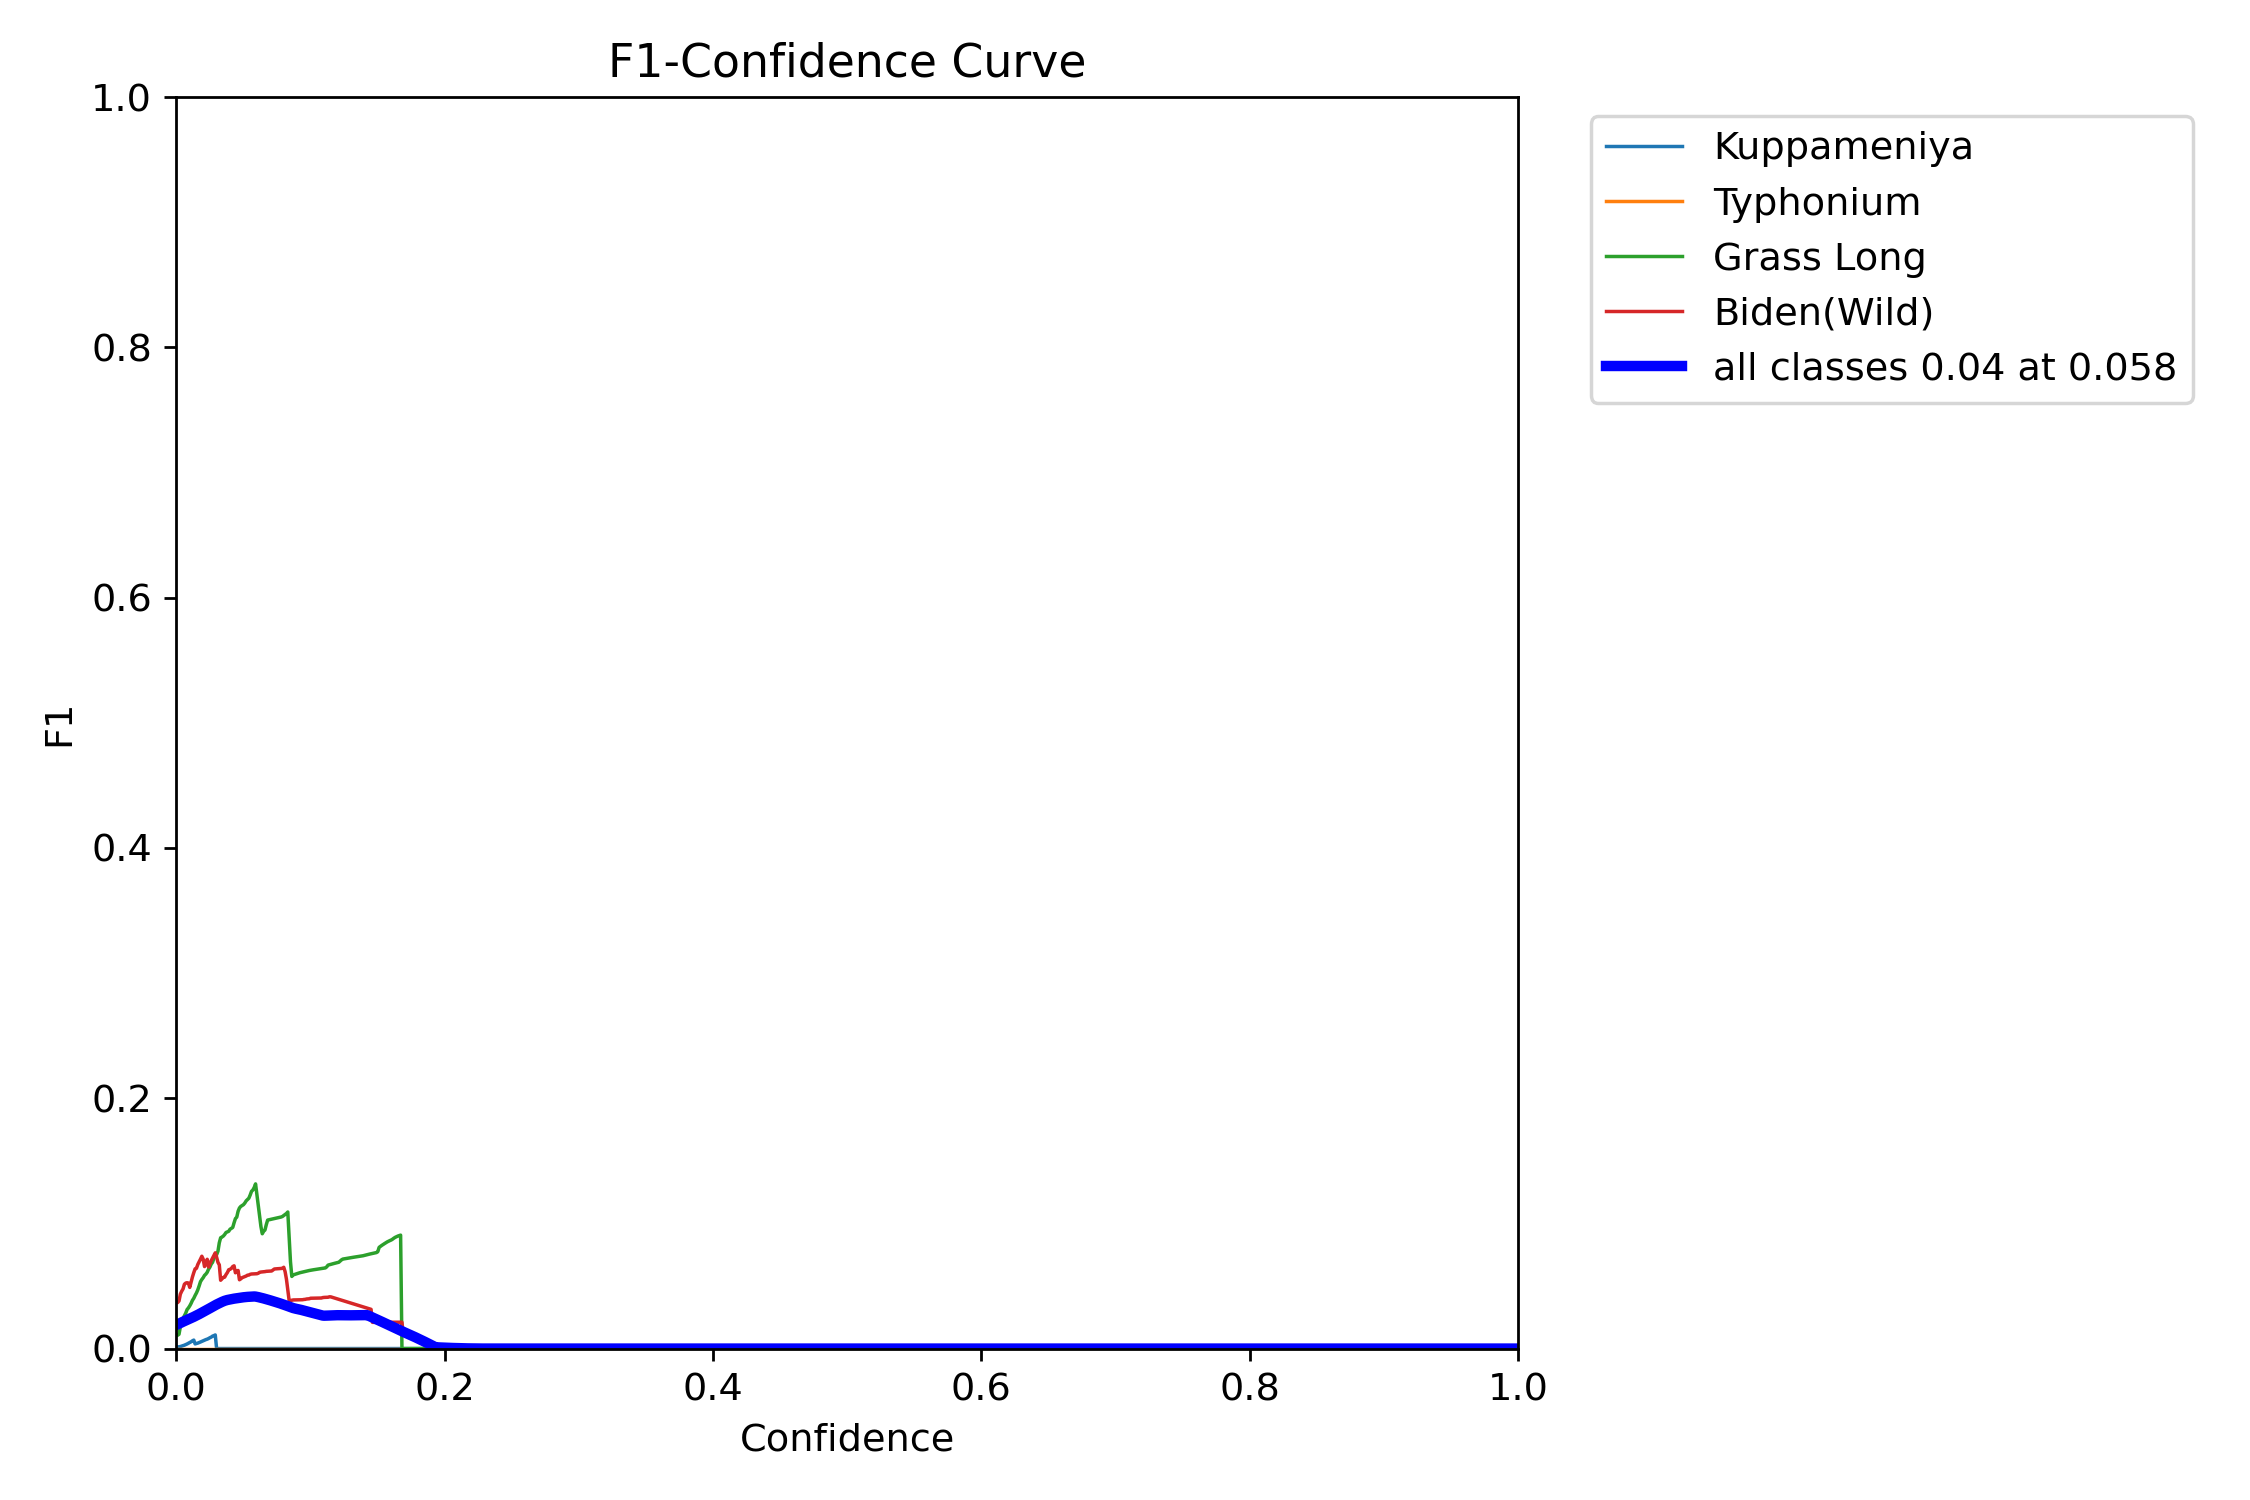 F1-Confidence Curve
1.0
0.8
0.6
0.4
0.2
0.0
F1
0.0 0.2 0.4 0.6 0.8 1.0
Confidence
Kuppameniya
Typhonium
Grass Long
Biden(Wild)
all classes 0.04 at 0.058